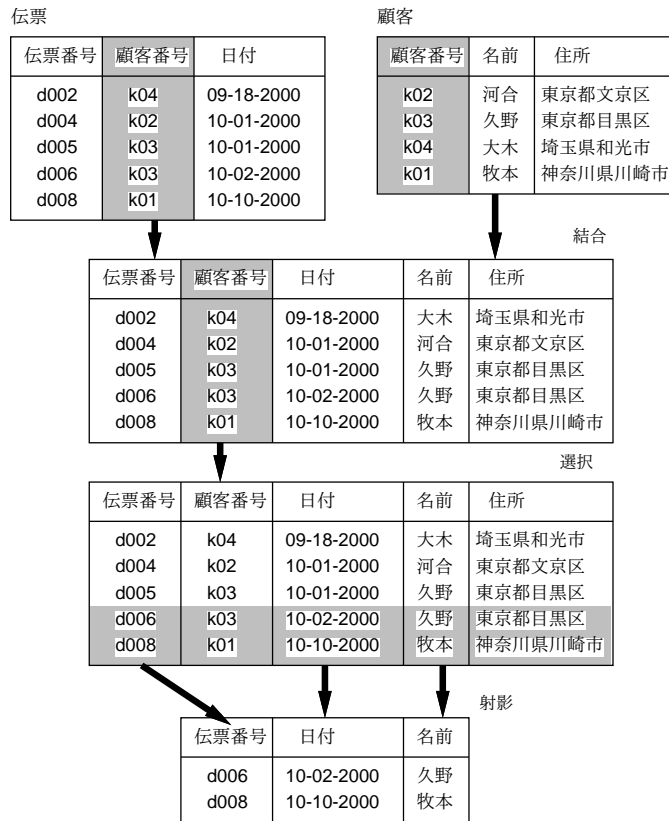 伝票
伝票番号 顧客番号 日付
d002 k04 09-18-2000
d004 k02 10-01-2000
d005 k03 10-01-2000
d006 k03 10-02-2000
d008 k01 10-10-2000
顧客
顧客番号 名前 住所
k02 河合 東京都文京区
k03 久野 東京都目黒区
k04 大木 埼玉県和光市
k01 牧本 神奈川県川崎市
結合
伝票番号 顧客番号 日付 名前 住所
d002 k04 09-18-2000 大木 埼玉県和光市
d004 k02 10-01-2000 河合 東京都文京区
d005 k03 10-01-2000 久野 東京都目黒区
d006 k03 10-02-2000 久野 東京都目黒区
d008 k01 10-10-2000 牧本 神奈川県川崎市
選択
伝票番号 顧客番号 日付 名前 住所
d002 k04 09-18-2000 大木 埼玉県和光市
d004 k02 10-01-2000 河合 東京都文京区
d005 k03 10-01-2000 久野 東京都目黒区
d006 k03 10-02-2000 久野 東京都目黒区
d008 k01 10-10-2000 牧本 神奈川県川崎市
射影
伝票番号 日付 名前
d006 10-02-2000 久野
d008 10-10-2000 牧本